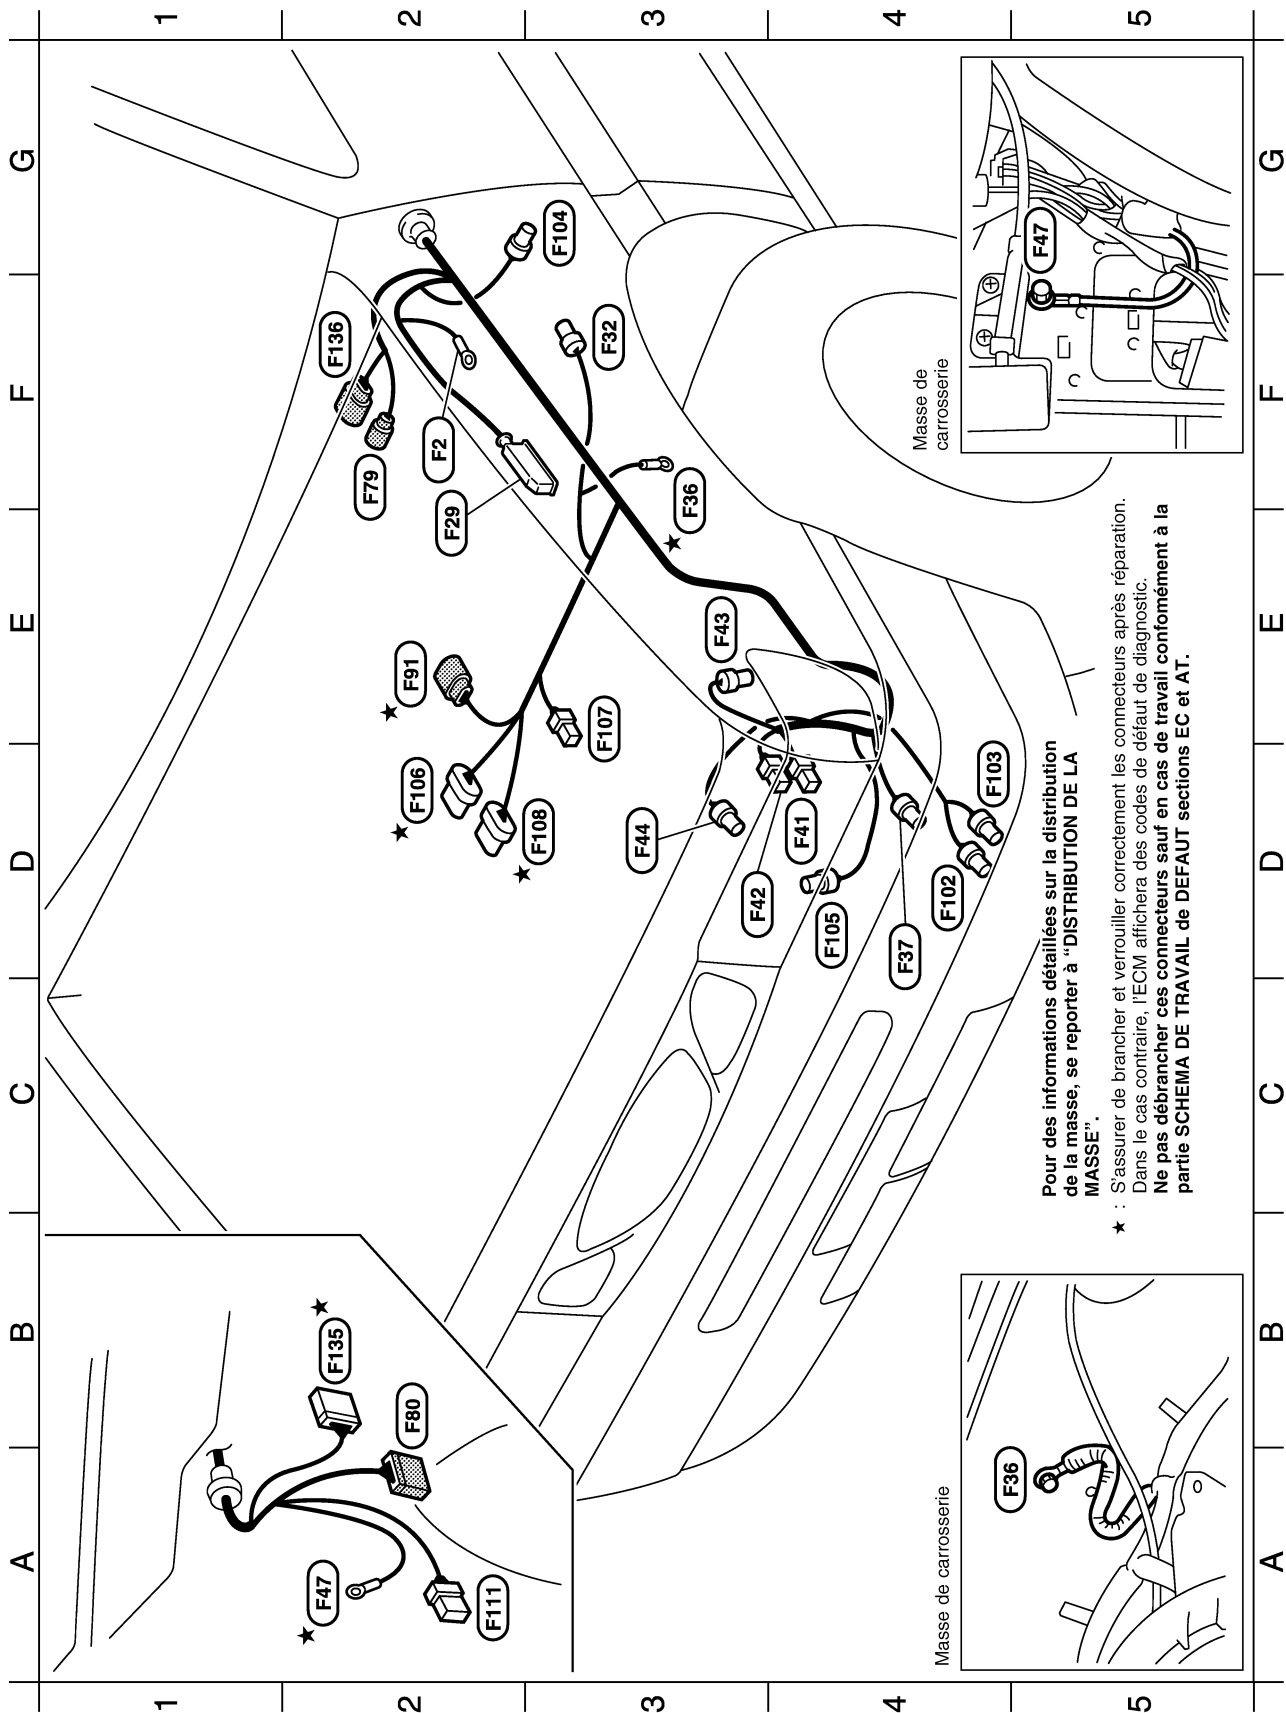 A B C D E F G
1
1
F135
F47
F136
F79
F80
F91
F106
F2
2
2
F29
F111
F108
F104
F107
F32
F44
F36
3
3
F43
F42
F41
F105
F37
4
4
F102
F103
Masse de
carrosserie
Masse de carrosserie
F36
F47
Pour des informations détaillées sur la distribution
de la masse, se reporter à “DISTRIBUTION DE LA
MASSE”.
★ : S’assurer de brancher et verrouiller correctement les connecteurs après réparation.
Dans le cas contraire, l’ECM affichera des codes de défaut de diagnostic.
Ne pas débrancher ces connecteurs sauf en cas de travail confomément à la
partie SCHEMA DE TRAVAIL de DEFAUT sections EC et AT.
5
5
A B C D E F G